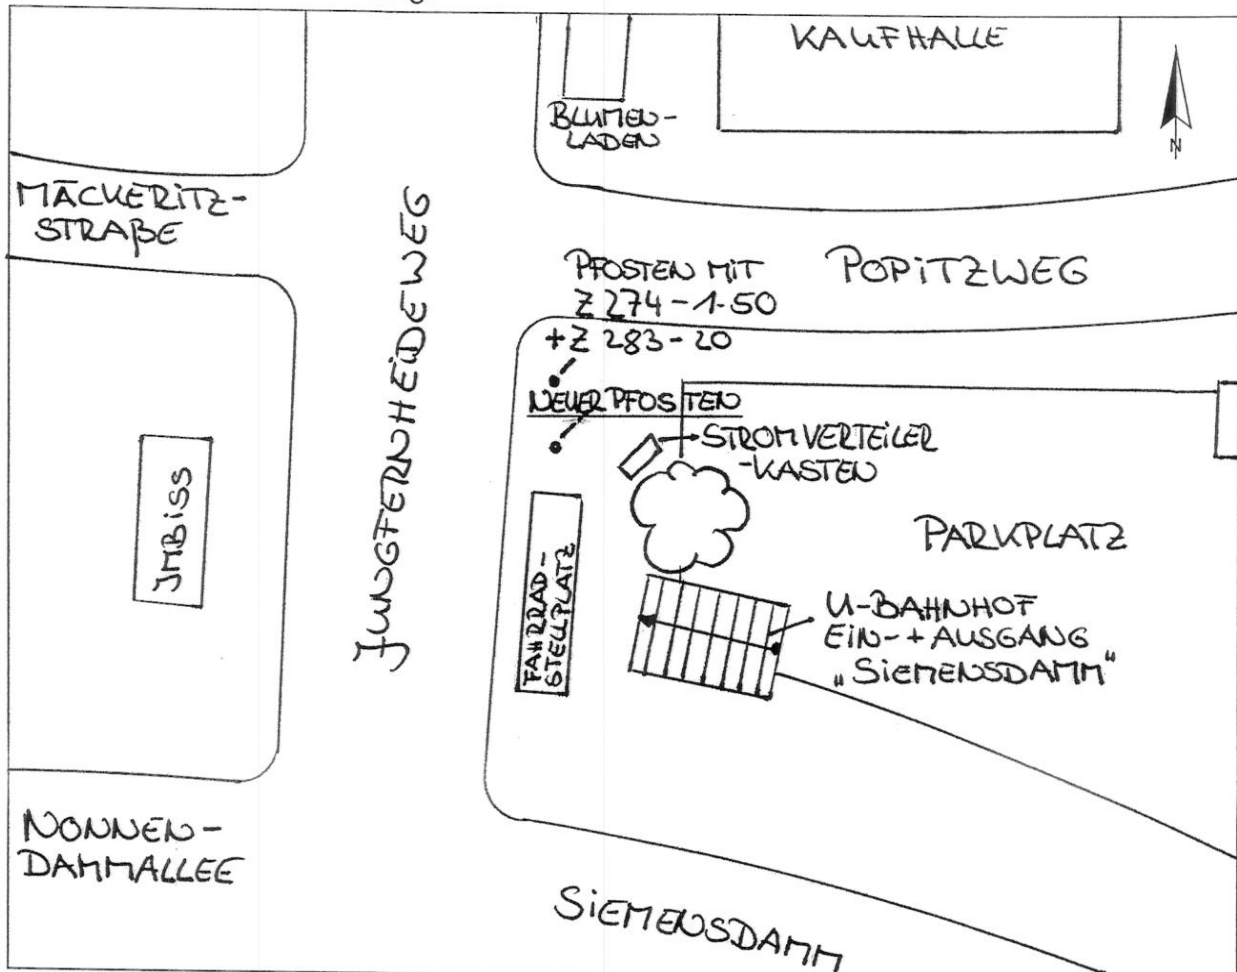 KAUFHALLE
BLUMEN-
LADEN
N
MÄCKERITZ-
STRAßE
JUNGFERNHEIDEWEG
PFOSTEN MIT
Z 274-1-50
+Z 283-20
POPITZWEG
NEUER PFOSTEN
STROMVERTEILER
-KASTEN
JMBISS
PARKPLATZ
FAHRRAD-
STELLPLATZ
U-BAHNHOF
EIN- + AUSGANG
„SIEMENSDAMM“
NONNEN-
DAMMALLEE
SIEMENSDAMM